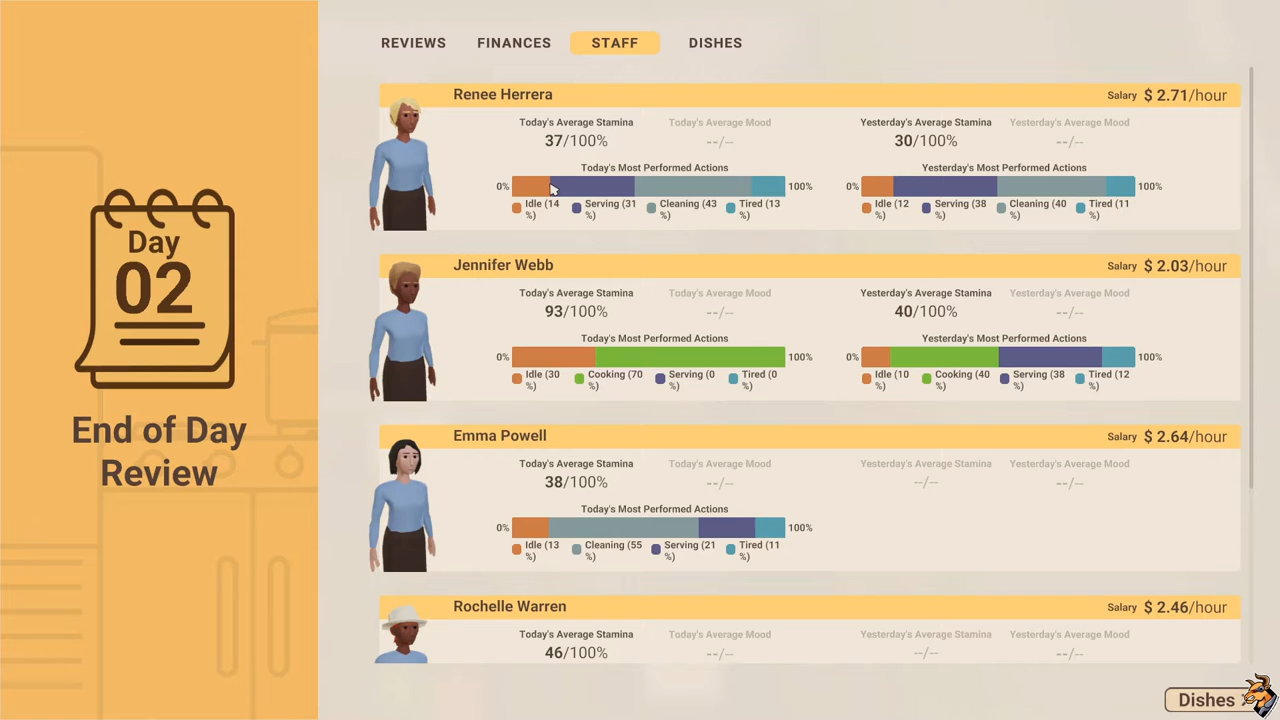 REVIEWS FINANCES STAFF DISHES
Renee Herrera Salary $ 2.71/hour
Today's Average Stamina Today's Average Mood Yesterday's Average Stamina Yesterday's Average Mood
37/100% --/-- 30/100% --/--
Today's Most Performed Actions Yesterday's Most Performed Actions
0% 100% 0% 100%
Idle (14 %) Serving (31 %) Cleaning (43 %) Tired (13 %) Idle (12 %) Serving (38 %) Cleaning (40 %) Tired (11 %)
Day
02
End of Day
Review
Jennifer Webb Salary $ 2.03/hour
Today's Average Stamina Today's Average Mood Yesterday's Average Stamina Yesterday's Average Mood
93/100% --/-- 40/100% --/--
Today's Most Performed Actions Yesterday's Most Performed Actions
0% 100% 0% 100%
Idle (30 %) Cooking (70 %) Serving (0 %) Tired (0 %) Idle (10 %) Cooking (40 %) Serving (38 %) Tired (12 %)
Emma Powell Salary $ 2.64/hour
Today's Average Stamina Today's Average Mood Yesterday's Average Stamina Yesterday's Average Mood
38/100% --/-- --/-- --/--
Today's Most Performed Actions
0% 100%
Idle (13 %) Cleaning (55 %) Serving (21 %) Tired (11 %)
Rochelle Warren Salary $ 2.46/hour
Today's Average Stamina Today's Average Mood Yesterday's Average Stamina Yesterday's Average Mood
46/100% --/-- --/-- --/--
Dishes